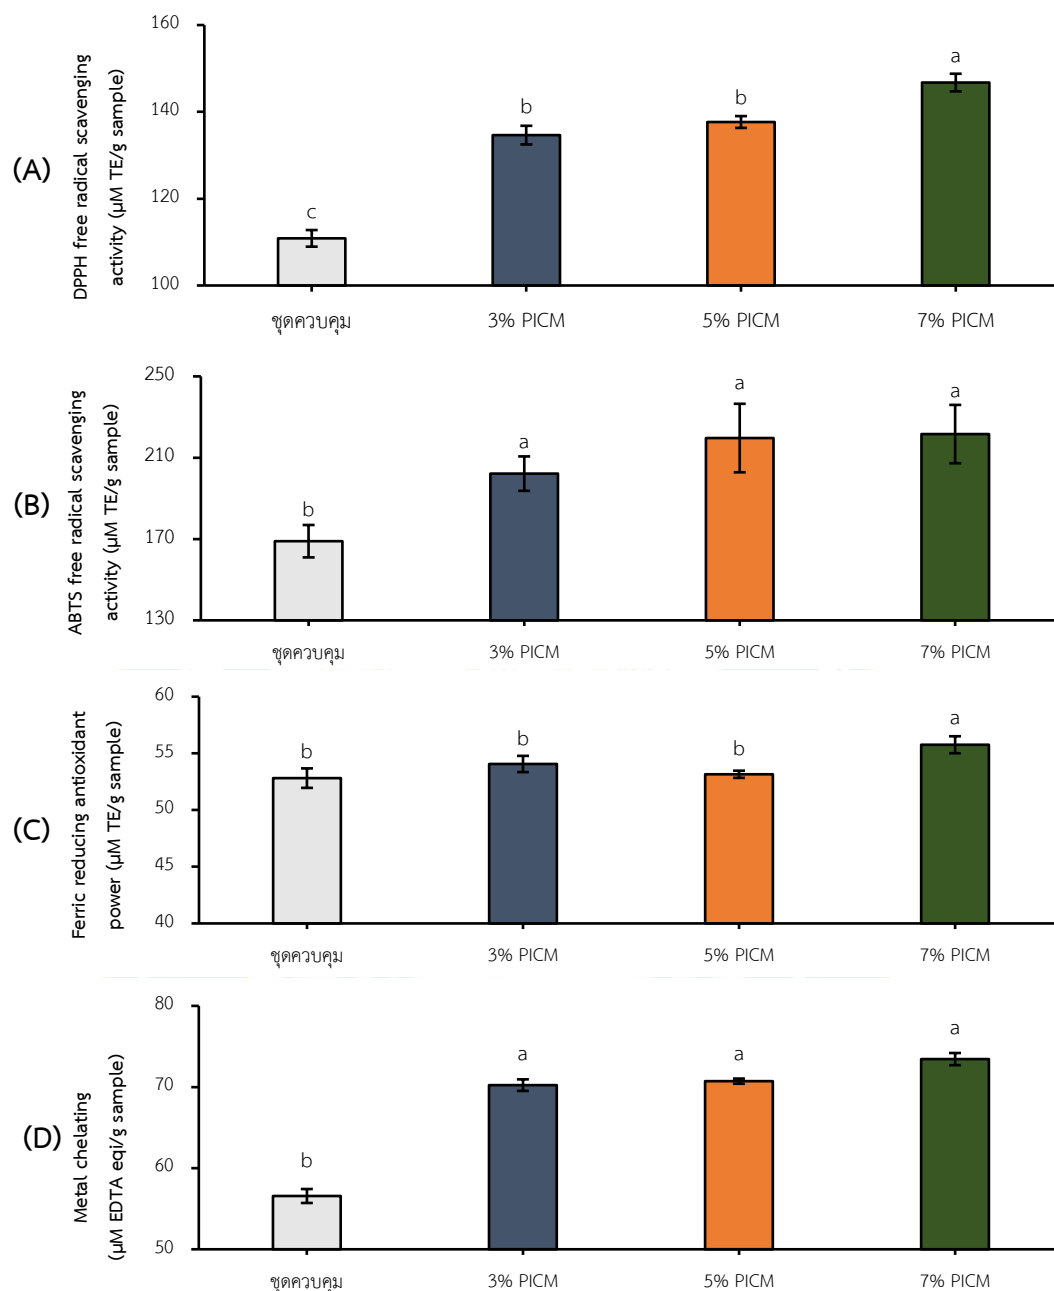 (A)
DPPH free radical scavenging
activity (µM TE/g sample)
160
140
120
100
c
b
b
a
ชุดควบคุม 3% PICM 5% PICM 7% PICM
(B)
ABTS free radical scavenging
activity (µM TE/g sample)
250
210
170
130
b
a
a
a
ชุดควบคุม 3% PICM 5% PICM 7% PICM
(C)
Ferric reducing antioxidant
power (µM TE/g sample)
60
55
50
45
40
b
b
b
a
ชุดควบคุม 3% PICM 5% PICM 7% PICM
(D)
Metal chelating
(µM EDTA eqi/g sample)
80
70
60
50
b
a
a
a
ชุดควบคุม 3% PICM 5% PICM 7% PICM